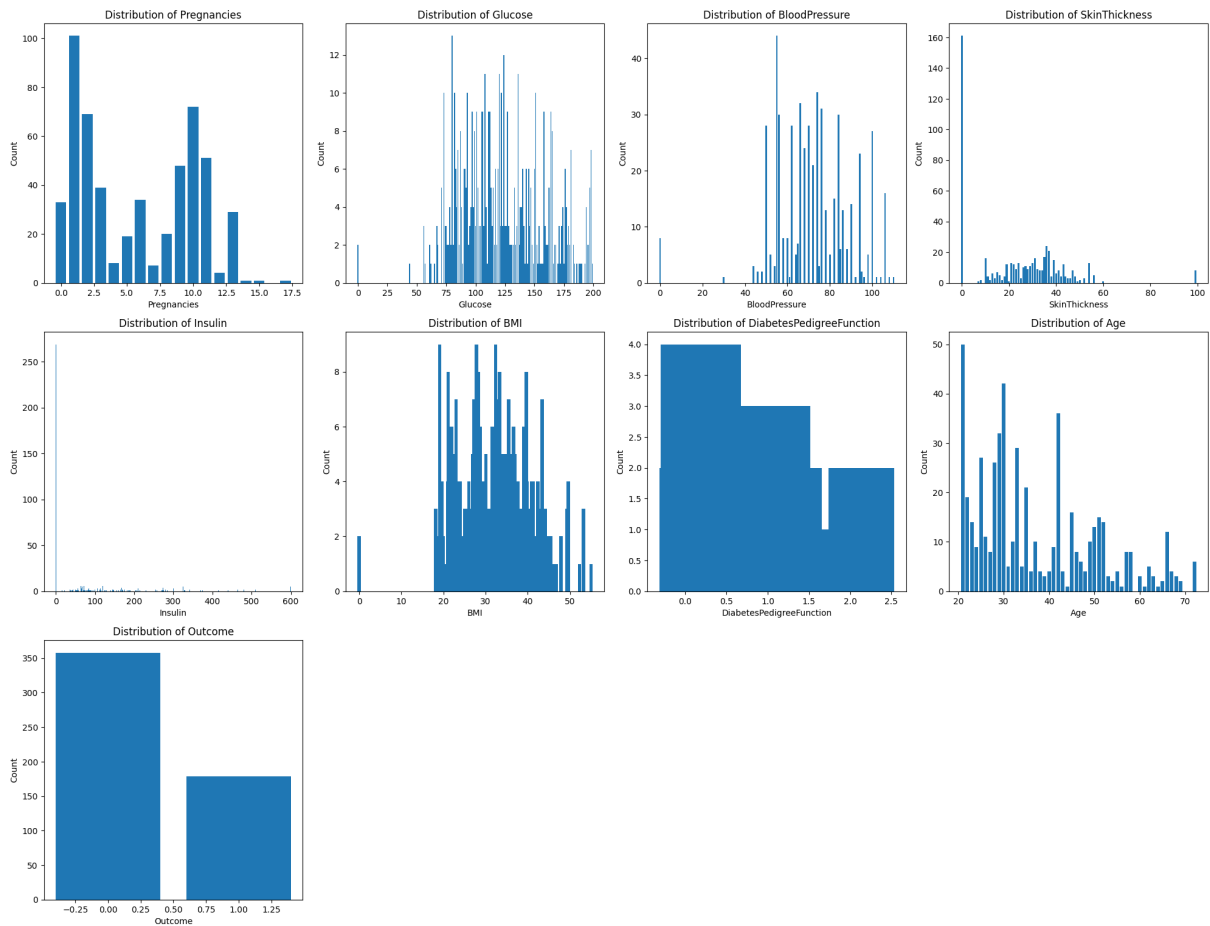 Distribution of Pregnancies
Count
100
80
60
40
20
0
0.0 2.5 5.0 7.5 10.0 12.5 15.0 17.5
Pregnancies
Distribution of Glucose
Count
12
10
8
6
4
2
0
0 25 50 75 100 125 150 175 200
Glucose
Distribution of BloodPressure
Count
40
30
20
10
0
0 20 40 60 80 100
BloodPressure
Distribution of SkinThickness
Count
160
140
120
100
80
60
40
20
0
0 20 40 60 80 100
SkinThickness
Distribution of Insulin
Count
250
200
150
100
50
0
0 100 200 300 400 500 600
Insulin
Distribution of BMI
Count
8
6
4
2
0
0 10 20 30 40 50
BMI
Distribution of DiabetesPedigreeFunction
Count
4.0
3.5
3.0
2.5
2.0
1.5
1.0
0.5
0.0
0.0 0.5 1.0 1.5 2.0 2.5
DiabetesPedigreeFunction
Distribution of Age
Count
50
40
30
20
10
0
20 30 40 50 60 70
Age
Distribution of Outcome
Count
350
300
250
200
150
100
50
0
−0.25 0.00 0.25 0.50 0.75 1.00 1.25
Outcome